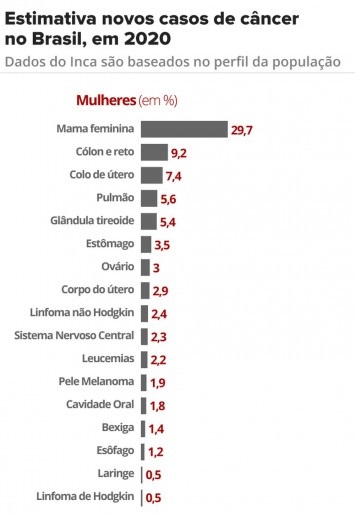 Estimativa novos casos de câncer
no Brasil, em 2020
Dados do Inca são baseados no perfil da população
Mulheres (em %)
Mama feminina 29,7
Cólon e reto 9,2
Colo de útero 7,4
Pulmão 5,6
Glândula tireoide 5,4
Estômago 3,5
Ovário 3
Corpo do útero 2,9
Linfoma não Hodgkin 2,4
Sistema Nervoso Central 2,3
Leucemias 2,2
Pele Melanoma 1,9
Cavidade Oral 1,8
Bexiga 1,4
Esôfago 1,2
Laringe 0,5
Linfoma de Hodgkin 0,5